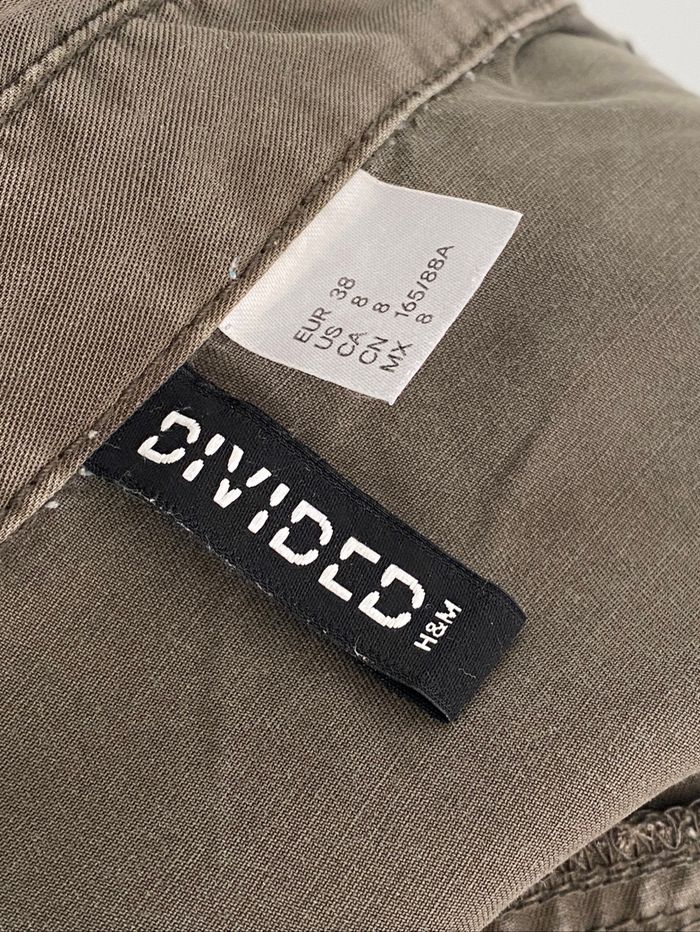 EUR 38
US 8
CA 8
CN 165/88A
MX 8
DIVIDED
H&M